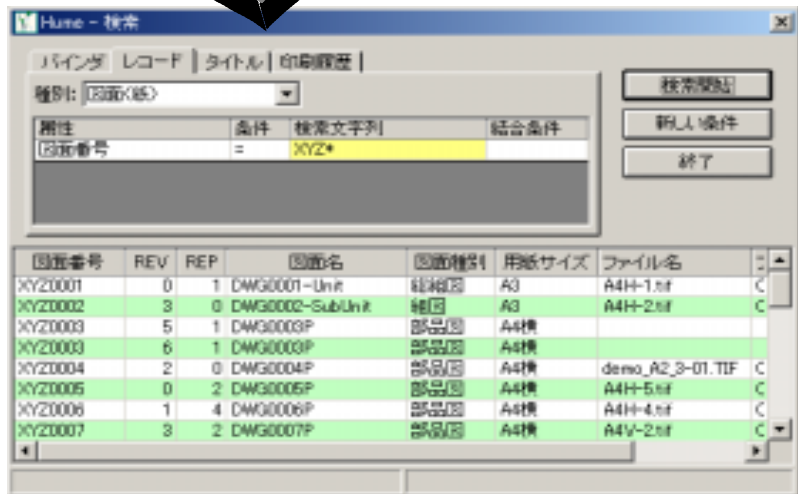 Hume - 検索
バインダ レコード タイトル 印刷履歴
種別: 図面<紙>
検索開始
新しい条件
終了
属性 条件 検索文字列 結合条件
図面番号 = XYZ*
図面番号 REV REP 図面名 図面種別 用紙サイズ ファイル名
XYZ0001 0 1 DWG0001-Unit 総組図 A3 A4H-1.tif
XYZ0002 3 0 DWG0002-SubUnit 組図 A3 A4H-2.tif C
XYZ0003 5 1 DWG0003P 部品図 A4横
XYZ0003 6 1 DWG0003P 部品図 A4横
XYZ0004 2 0 DWG0004P 部品図 A4横 demo_A2_3-01.TIF C
XYZ0005 0 2 DWG0005P 部品図 A4横 A4H-5.tif C
XYZ0006 1 4 DWG0006P 部品図 A4横 A4H-4.tif C
XYZ0007 3 2 DWG0007P 部品図 A4横 A4V-2.tif C